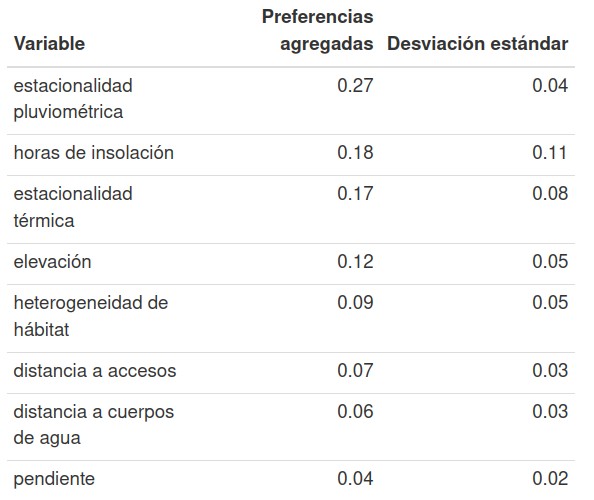 Preferencias
Variable agregadas Desviación estándar
estacionalidad 0.27 0.04
pluviométrica
horas de insolación 0.18 0.11
estacionalidad 0.17 0.08
térmica
elevación 0.12 0.05
heterogeneidad de 0.09 0.05
hábitat
distancia a accesos 0.07 0.03
distancia a cuerpos 0.06 0.03
de agua
pendiente 0.04 0.02